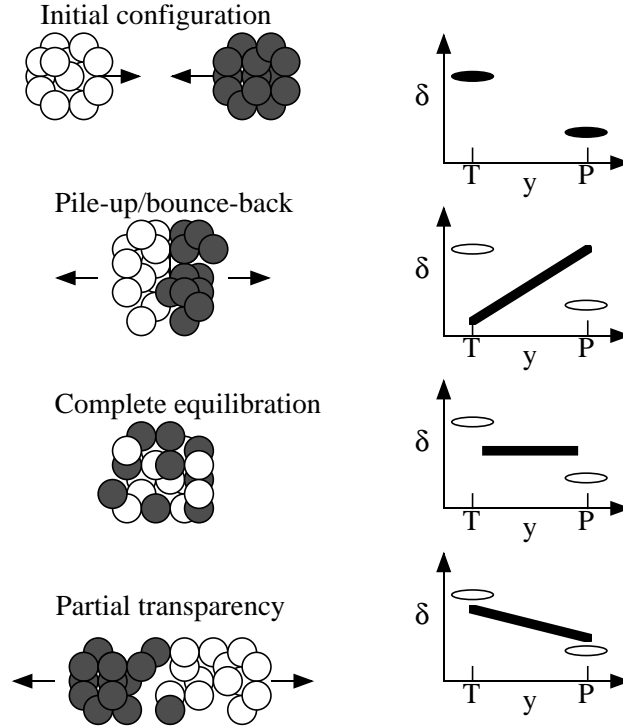 Initial configuration
δ
T y P
Pile-up/bounce-back
δ
T y P
Complete equilibration
δ
T y P
Partial transparency
δ
T y P